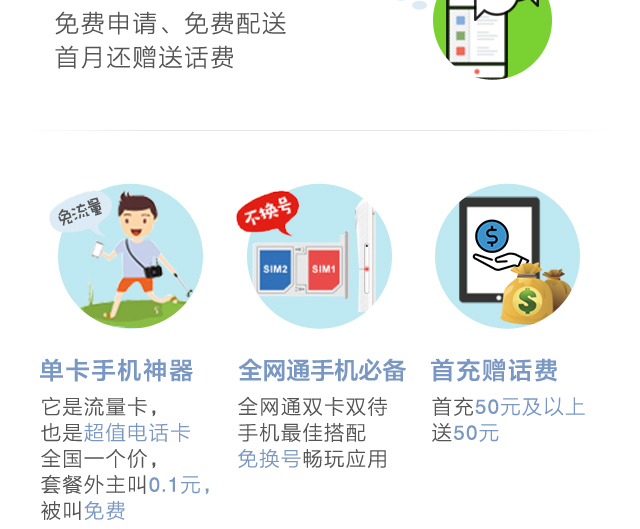 免费申请、免费配送
首月还赠送话费
免流量
不换号
SIM2
SIM1
单卡手机神器
全网通手机必备
首充赠话费
它是流量卡，
也是超值电话卡
全国一个价，
套餐外主叫0.1元，
被叫免费
全网通双卡双待
手机最佳搭配
免换号畅玩应用
首充50元及以上
送50元